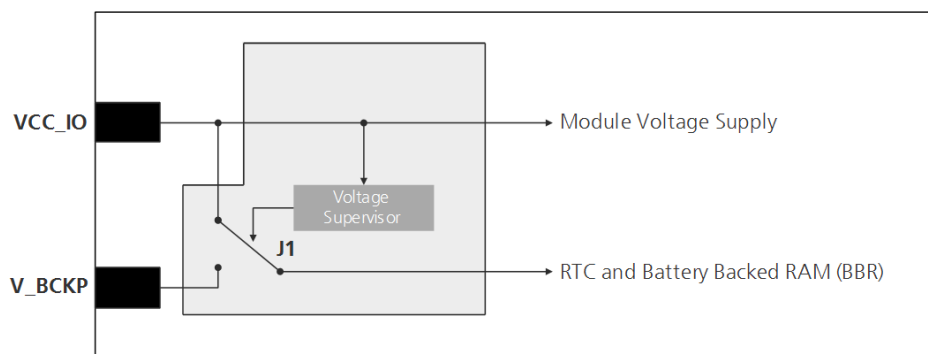 VCC_IO
Module Voltage Supply
Voltage
Supervisor
J1
V_BCKP
RTC and Battery Backed RAM (BBR)